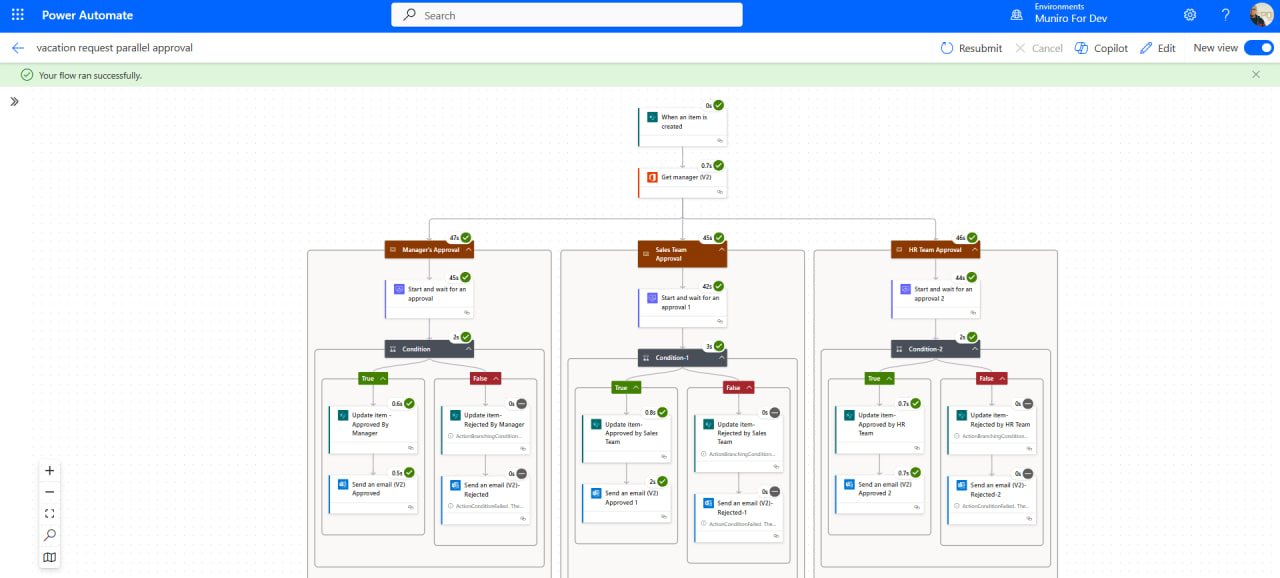 Power Automate
Search
Environments
Muniro For Dev
vacation request parallel approval
Resubmit
Cancel
Copilot
Edit
New view
Your flow ran successfully.
0s
When an item is
created
0.7s
Get manager (V2)
47s
Manager's Approval
45s
Start and wait for an
approval
2s
Condition
True
False
0.6s
Update item -
Approved By
Manager
0.5s
Send an email (V2)
Approved
0s
Update item-
Rejected By Manager
ActionBranchingCondition...
0s
Send an email (V2)-
Rejected
ActionConditionFailed. The...
45s
Sales Team
Approval
42s
Start and wait for an
approval 1
3s
Condition-1
True
False
0.8s
Update item-
Approved by Sales
Team
2s
Send an email (V2)
Approved 1
0s
Update item-
Rejected by Sales
Team
ActionBranchingCondition...
0s
Send an email (V2)-
Rejected-1
ActionConditionFailed. The...
46s
HR Team Approval
44s
Start and wait for an
approval 2
2s
Condition-2
True
False
0.7s
Update item-
Approved by HR
Team
0.7s
Send an email (V2)
Approved 2
0s
Update item-
Rejected by HR Team
ActionBranchingCondition...
0s
Send an email (V2)-
Rejected-2
ActionConditionFailed. The...